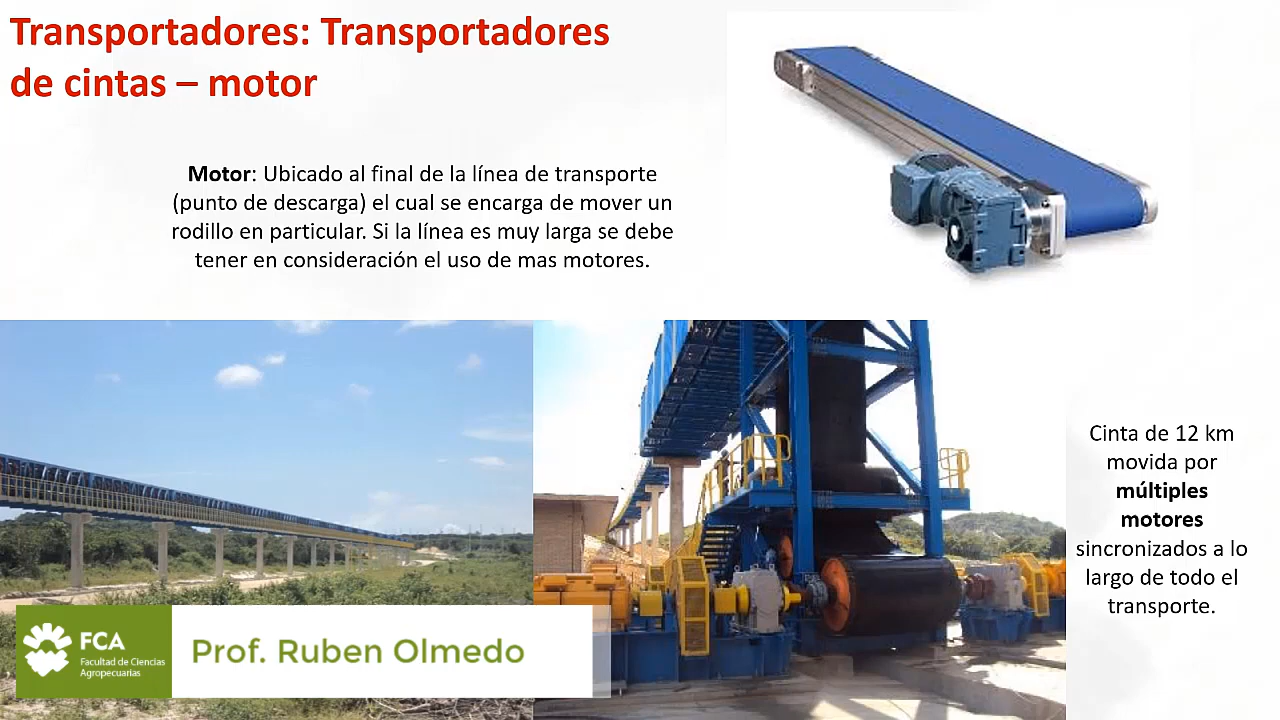 Transportadores: Transportadores
de cintas – motor
Motor: Ubicado al final de la línea de transporte
(punto de descarga) el cual se encarga de mover un
rodillo en particular. Si la línea es muy larga se debe
tener en consideración el uso de mas motores.
Cinta de 12 km
movida por
múltiples
motores
sincronizados a lo
largo de todo el
transporte.
FCA
Facultad de Ciencias
Agropecuarias
Prof. Ruben Olmedo